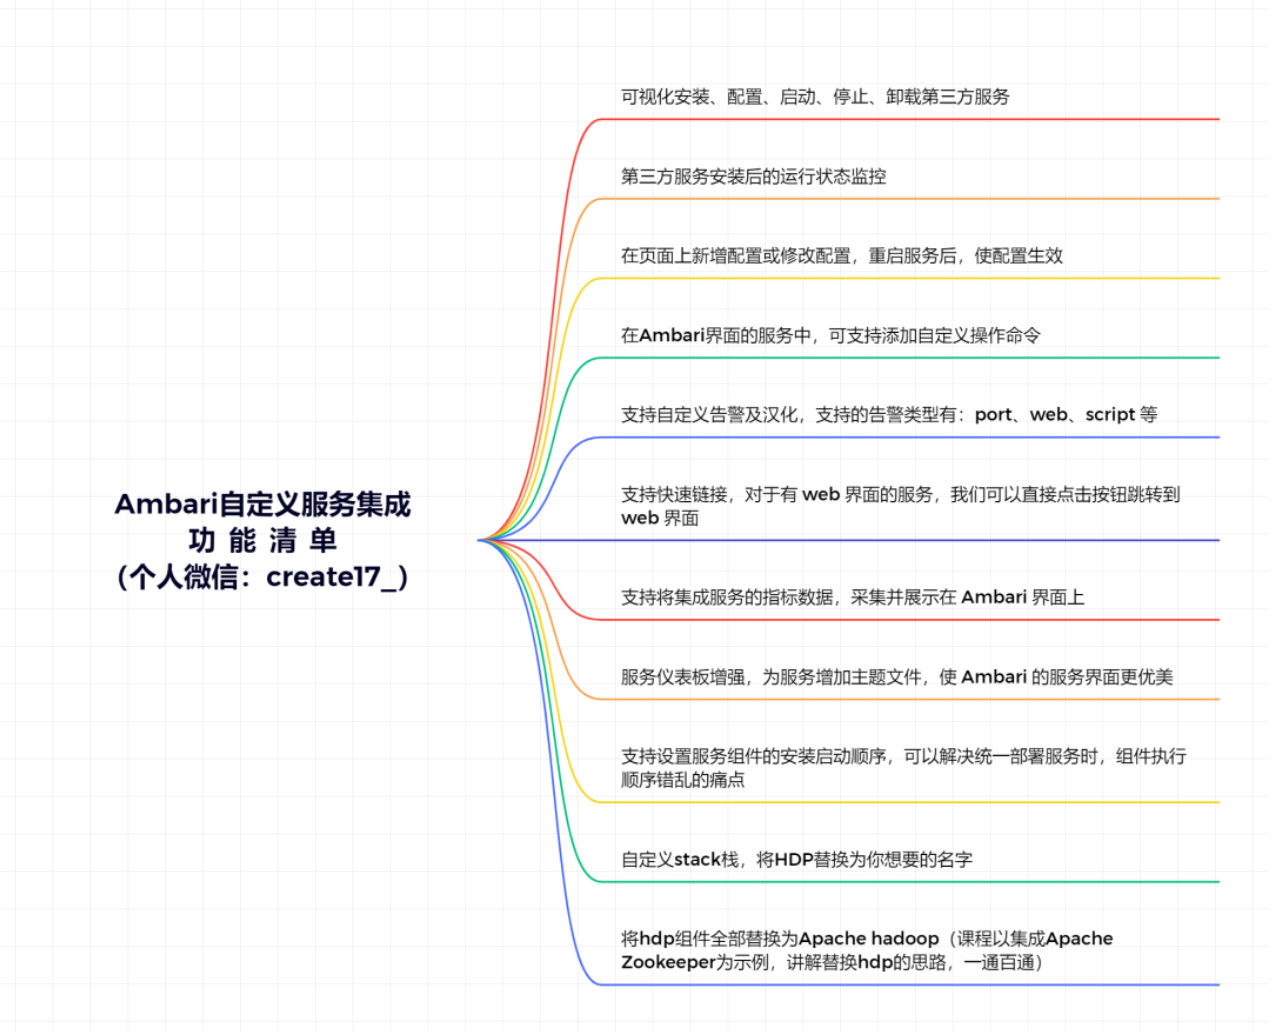 可视化安装、配置、启动、停止、卸载第三方服务
第三方服务安装后的运行状态监控
在页面上新增配置或修改配置，重启服务后，使配置生效
在Ambari界面的服务中，可支持添加自定义操作命令
支持自定义告警及汉化，支持的告警类型有：port、web、script 等
支持快速链接，对于有 web 界面的服务，我们可以直接点击按钮跳转到
web 界面
Ambari自定义服务集成
功 能 清 单
（个人微信：create17_）
支持将集成服务的指标数据，采集并展示在 Ambari 界面上
服务仪表板增强，为服务增加主题文件，使 Ambari 的服务界面更优美
支持设置服务组件的安装启动顺序，可以解决统一部署服务时，组件执行
顺序错乱的痛点
自定义stack栈，将HDP替换为你想要的名字
将hdp组件全部替换为Apache hadoop（课程以集成Apache
Zookeeper为示例，讲解替换hdp的思路，一通百通）